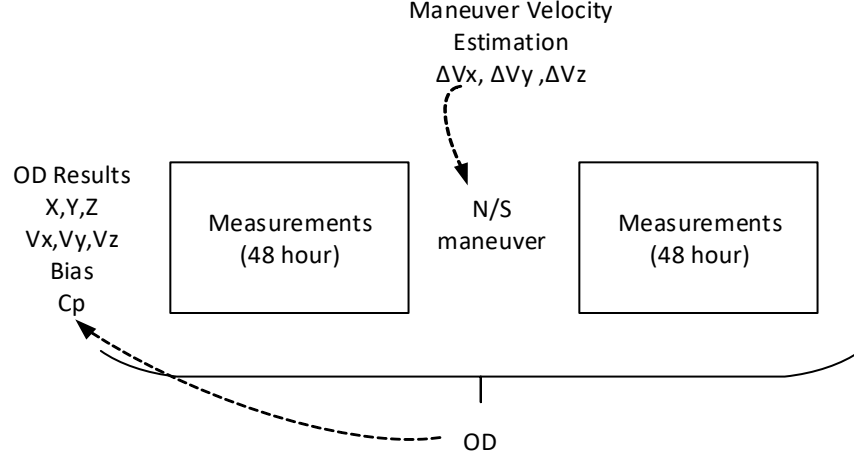 Maneuver Velocity
Estimation
ΔVx, ΔVy ,ΔVz
OD Results
X,Y,Z
Vx,Vy,Vz
Bias
Cp
Measurements
(48 hour)
N/S
maneuver
Measurements
(48 hour)
OD